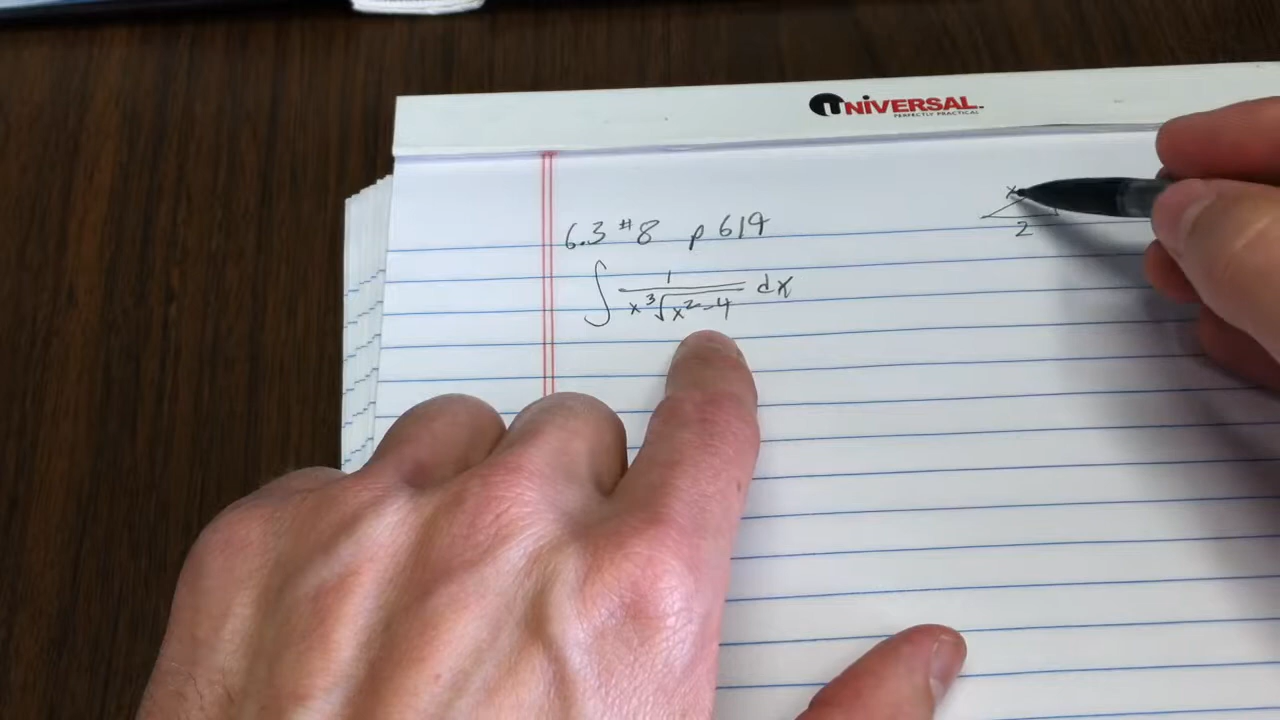 UNIVERSAL.
PERFECTLY PRACTICAL
x
2
6.3 #8 p 619
∫ 1/(x³√(x²-4)) dx